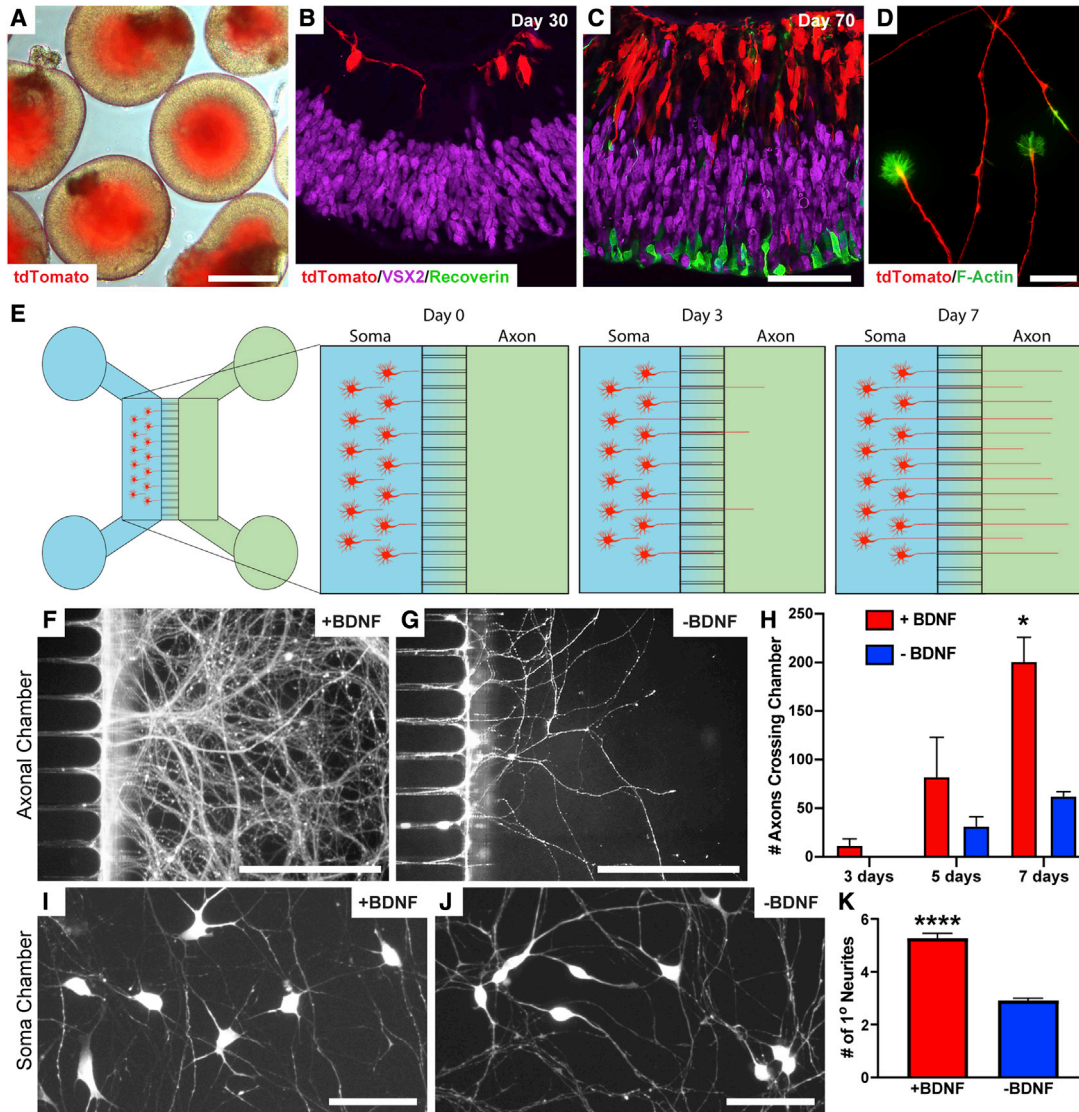 A
tdTomato
B
Day 30
tdTomato/VSX2/Recoverin
C
Day 70
D
tdTomato/F-Actin
E
Day 0
Soma
Axon
Day 3
Soma
Axon
Day 7
Soma
Axon
Axonal Chamber
F
+BDNF
G
-BDNF
H
# Axons Crossing Chamber
250
200
150
100
50
0
+ BDNF
- BDNF
*
3 days
5 days
7 days
Soma Chamber
I
+BDNF
J
-BDNF
K
# of 1º Neurites
6
4
2
0
****
+BDNF
-BDNF